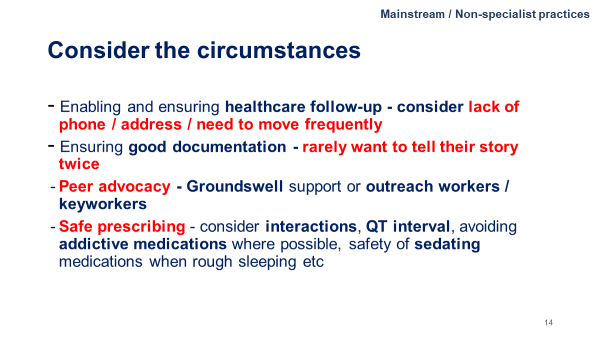 Mainstream / Non-specialist practices
Consider the circumstances
- Enabling and ensuring healthcare follow-up - consider lack of
phone / address / need to move frequently
- Ensuring good documentation - rarely want to tell their story
twice
- Peer advocacy - Groundswell support or outreach workers /
keyworkers
- Safe prescribing - consider interactions, QT interval, avoiding
addictive medications where possible, safety of sedating
medications when rough sleeping etc
14